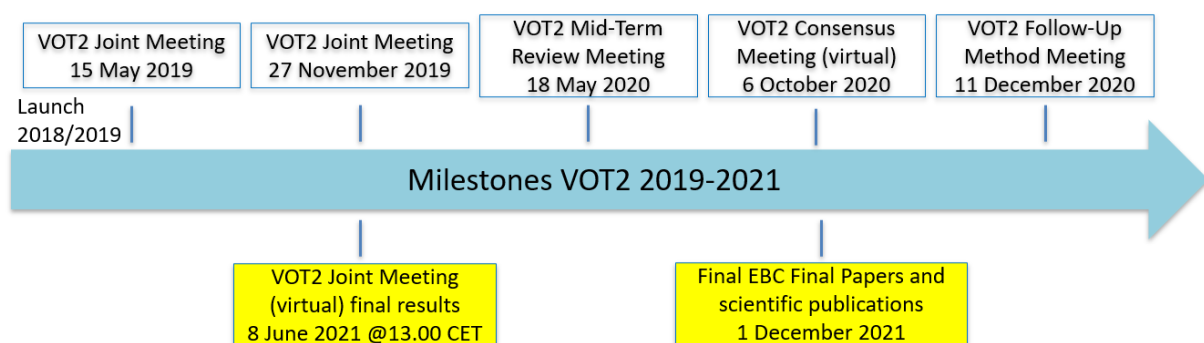 VOT2 Joint Meeting
15 May 2019
VOT2 Joint Meeting
27 November 2019
VOT2 Mid-Term
Review Meeting
18 May 2020
VOT2 Consensus
Meeting (virtual)
6 October 2020
VOT2 Follow-Up
Method Meeting
11 December 2020
Launch
2018/2019
Milestones VOT2 2019-2021
VOT2 Joint Meeting
(virtual) final results
8 June 2021 @13.00 CET
Final EBC Final Papers and
scientific publications
1 December 2021